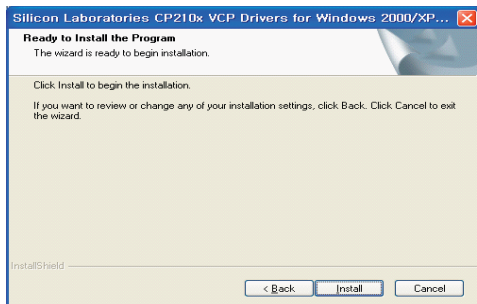 Silicon Laboratories CP210x VCP Drivers for Windows 2000/XP...
Ready to Install the Program
The wizard is ready to begin installation.
Click Install to begin the installation.
If you want to review or change any of your installation settings, click Back. Click Cancel to exit
the wizard.
InstallShield
< Back Install Cancel